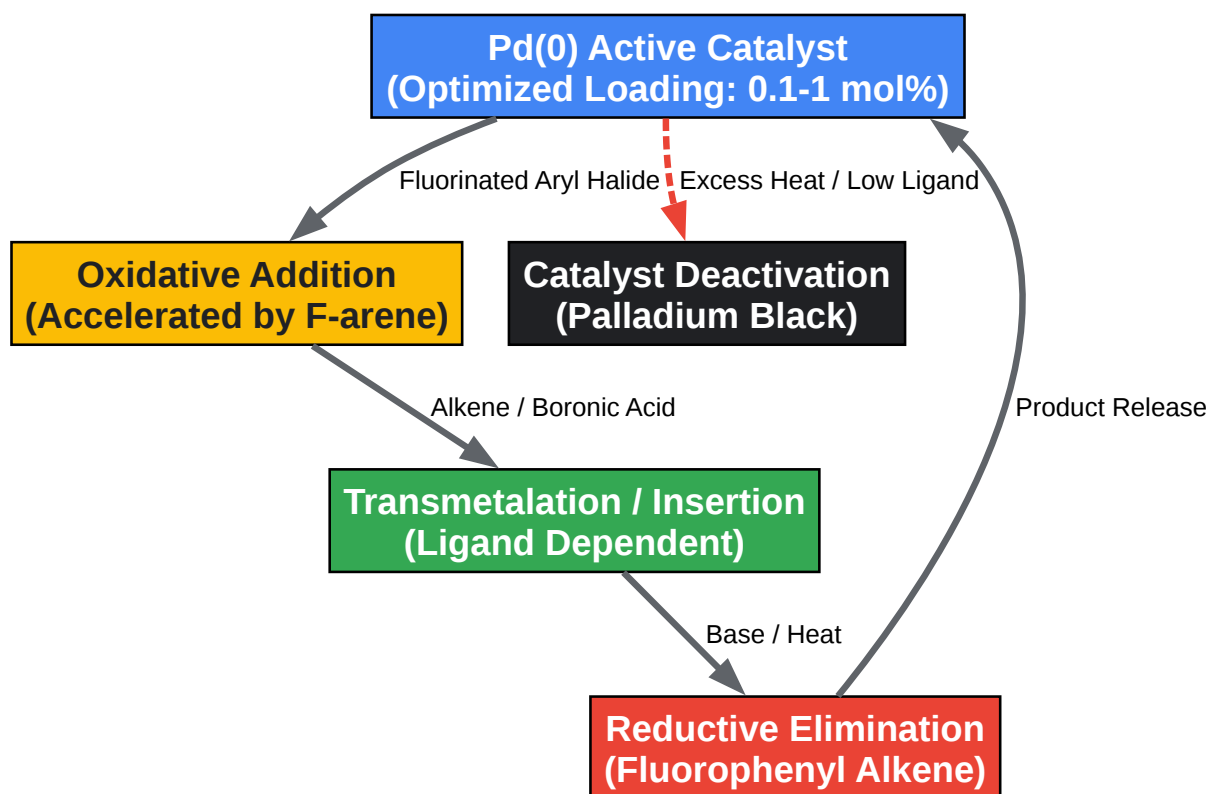 Pd(0) Active Catalyst
(Optimized Loading: 0.1-1 mol%)
Fluorinated Aryl Halide
Excess Heat / Low Ligand
Oxidative Addition
(Accelerated by F-arene)
Catalyst Deactivation
(Palladium Black)
Alkene / Boronic Acid
Product Release
Transmetalation / Insertion
(Ligand Dependent)
Base / Heat
Reductive Elimination
(Fluorophenyl Alkene)